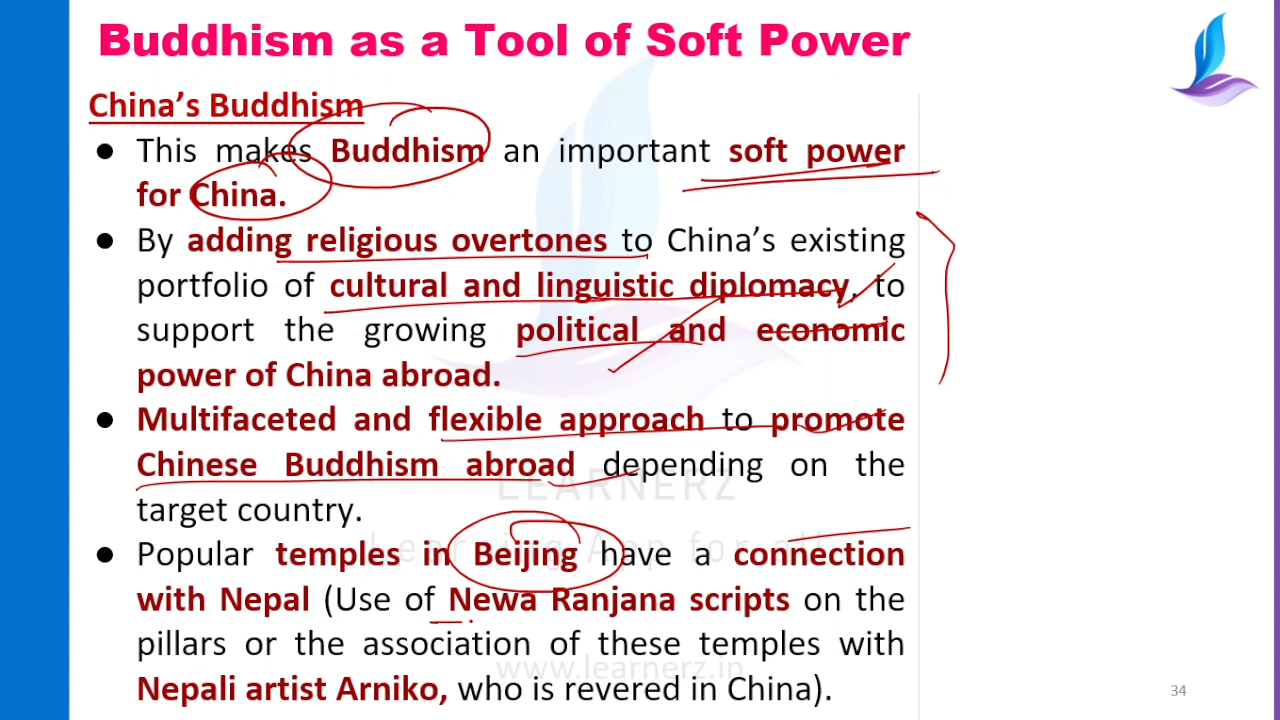 Buddhism as a Tool of Soft Power
China's Buddhism
● This makes Buddhism an important soft power
for China.
● By adding religious overtones to China's existing
portfolio of cultural and linguistic diplomacy, to
support the growing political and economic
power of China abroad.
● Multifaceted and flexible approach to promote
Chinese Buddhism abroad depending on the
LEARNERZ
target country.
Learning App for all
● Popular temples in Beijing have a connection
with Nepal (Use of Newa Ranjana scripts on the
pillars or the association of these temples with
www.learnerz.in
Nepali artist Arniko, who is revered in China).
34